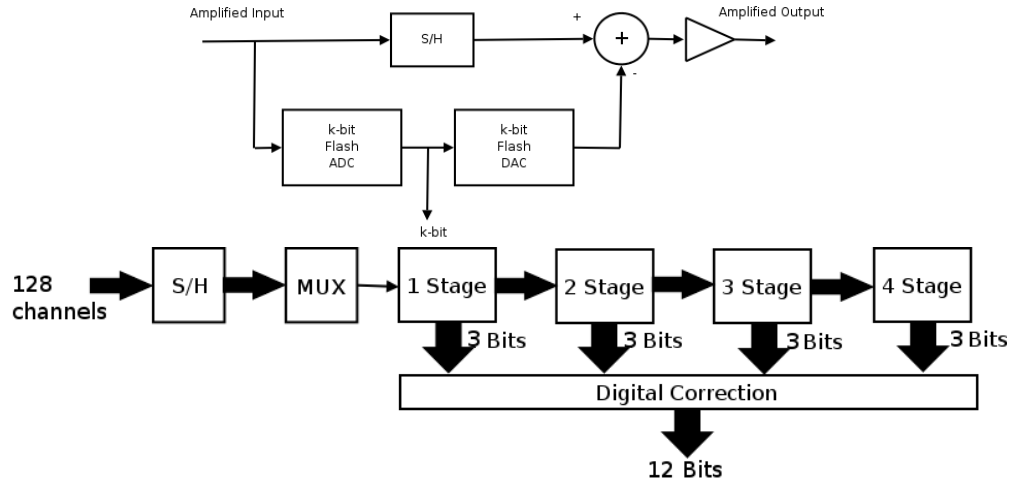 Amplified Input
Amplified Output
S/H
+
+
-
k-bit
Flash
ADC
k-bit
Flash
DAC
k-bit
128
channels
S/H
MUX
1 Stage
2 Stage
3 Stage
4 Stage
3 Bits
3 Bits
3 Bits
3 Bits
Digital Correction
12 Bits